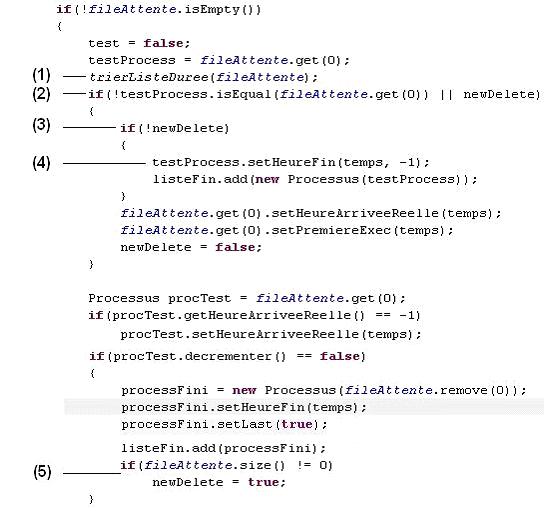 if(!fileAttente.isEmpty())
{
test = false;
testProcess = fileAttente.get(0);
(1) trierListeDuree(fileAttente);
(2) if(!testProcess.isEqual(fileAttente.get(0)) || newDelete)
{
(3) if(!newDelete)
{
(4) testProcess.setHeureFin(temps, -1);
listeFin.add(new Processus(testProcess));
}
fileAttente.get(0).setHeureArriveeReelle(temps);
fileAttente.get(0).setPremiereExec(temps);
newDelete = false;
}
Processus procTest = fileAttente.get(0);
if(procTest.getHeureArriveeReelle() == -1)
procTest.setHeureArriveeReelle(temps);
if(procTest.decrementer() == false)
{
processFini = new Processus(fileAttente.remove(0));
processFini.setHeureFin(temps);
processFini.setLast(true);
listeFin.add(processFini);
(5) if(fileAttente.size() != 0)
newDelete = true;
}